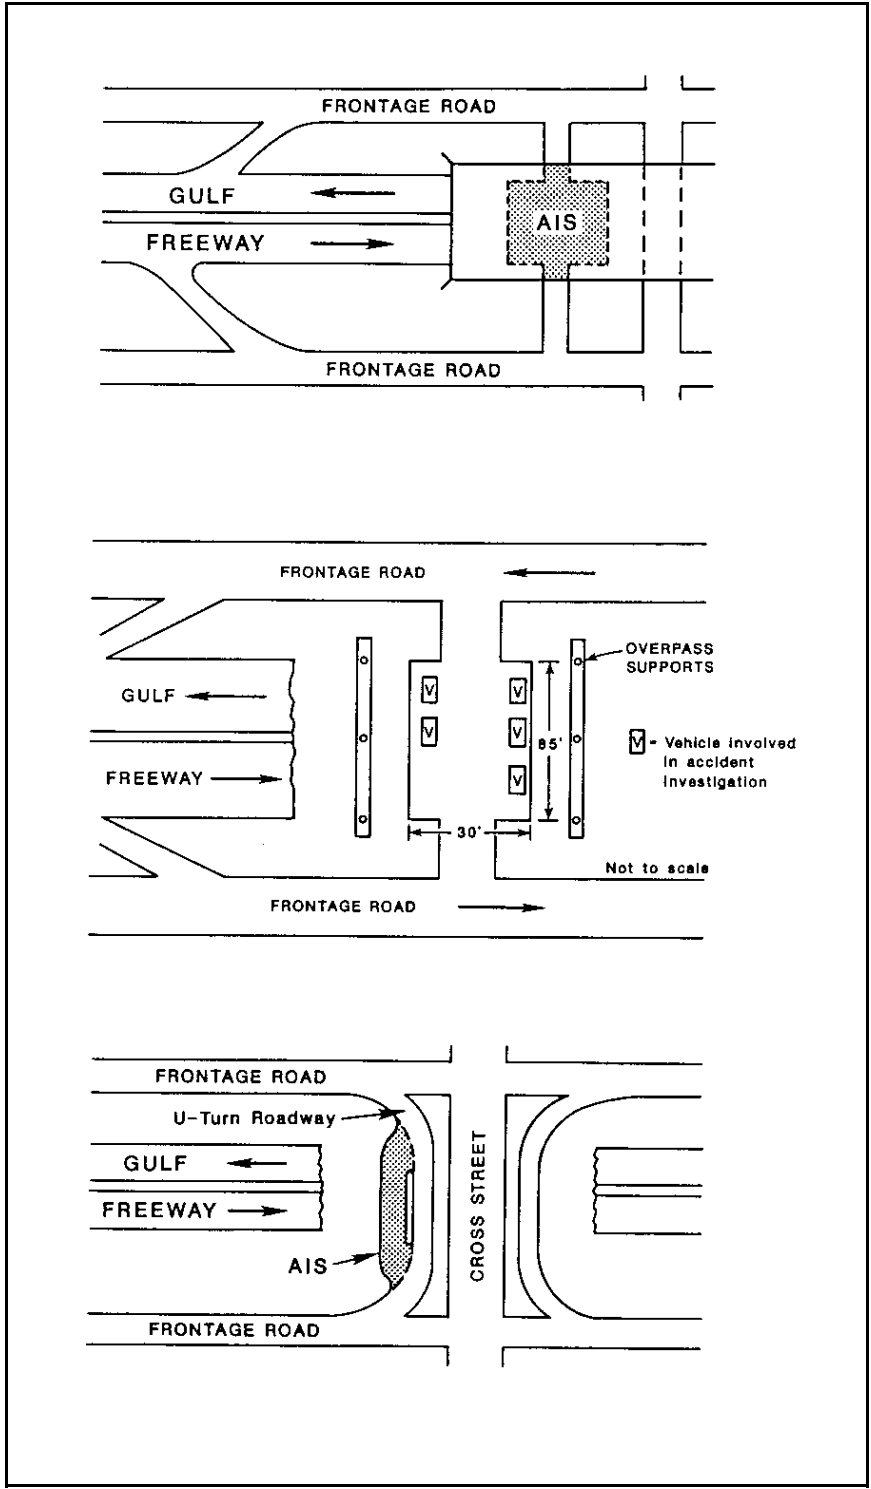 FRONTAGE ROAD
GULF
AIS
FREEWAY
FRONTAGE ROAD
FRONTAGE ROAD
OVERPASS
SUPPORTS
GULF
V
V
V
V
85'
V - Vehicle involved
in accident
investigation
FREEWAY
V
30'
Not to scale
FRONTAGE ROAD
FRONTAGE ROAD
U-Turn Roadway
GULF
FREEWAY
CROSS STREET
AIS
FRONTAGE ROAD